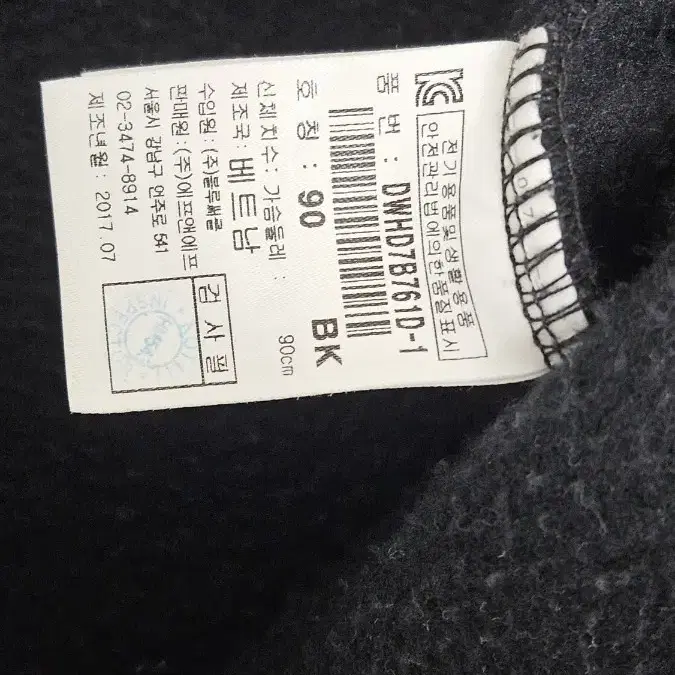 전기용품및 생활용품
안전관리법에의한 품질표시
품 번 : DWHD7B761D-1
호 칭 : 90 BK
신체치수 : 가슴둘레 : 90cm
제조국 : 베트남
수입원 : (주)블루쎄를
판매원 : (주)에프앤에프
서울시 강남구 언주로 541
02-3474-8914
제조년월 : 2017.07
검 사 필